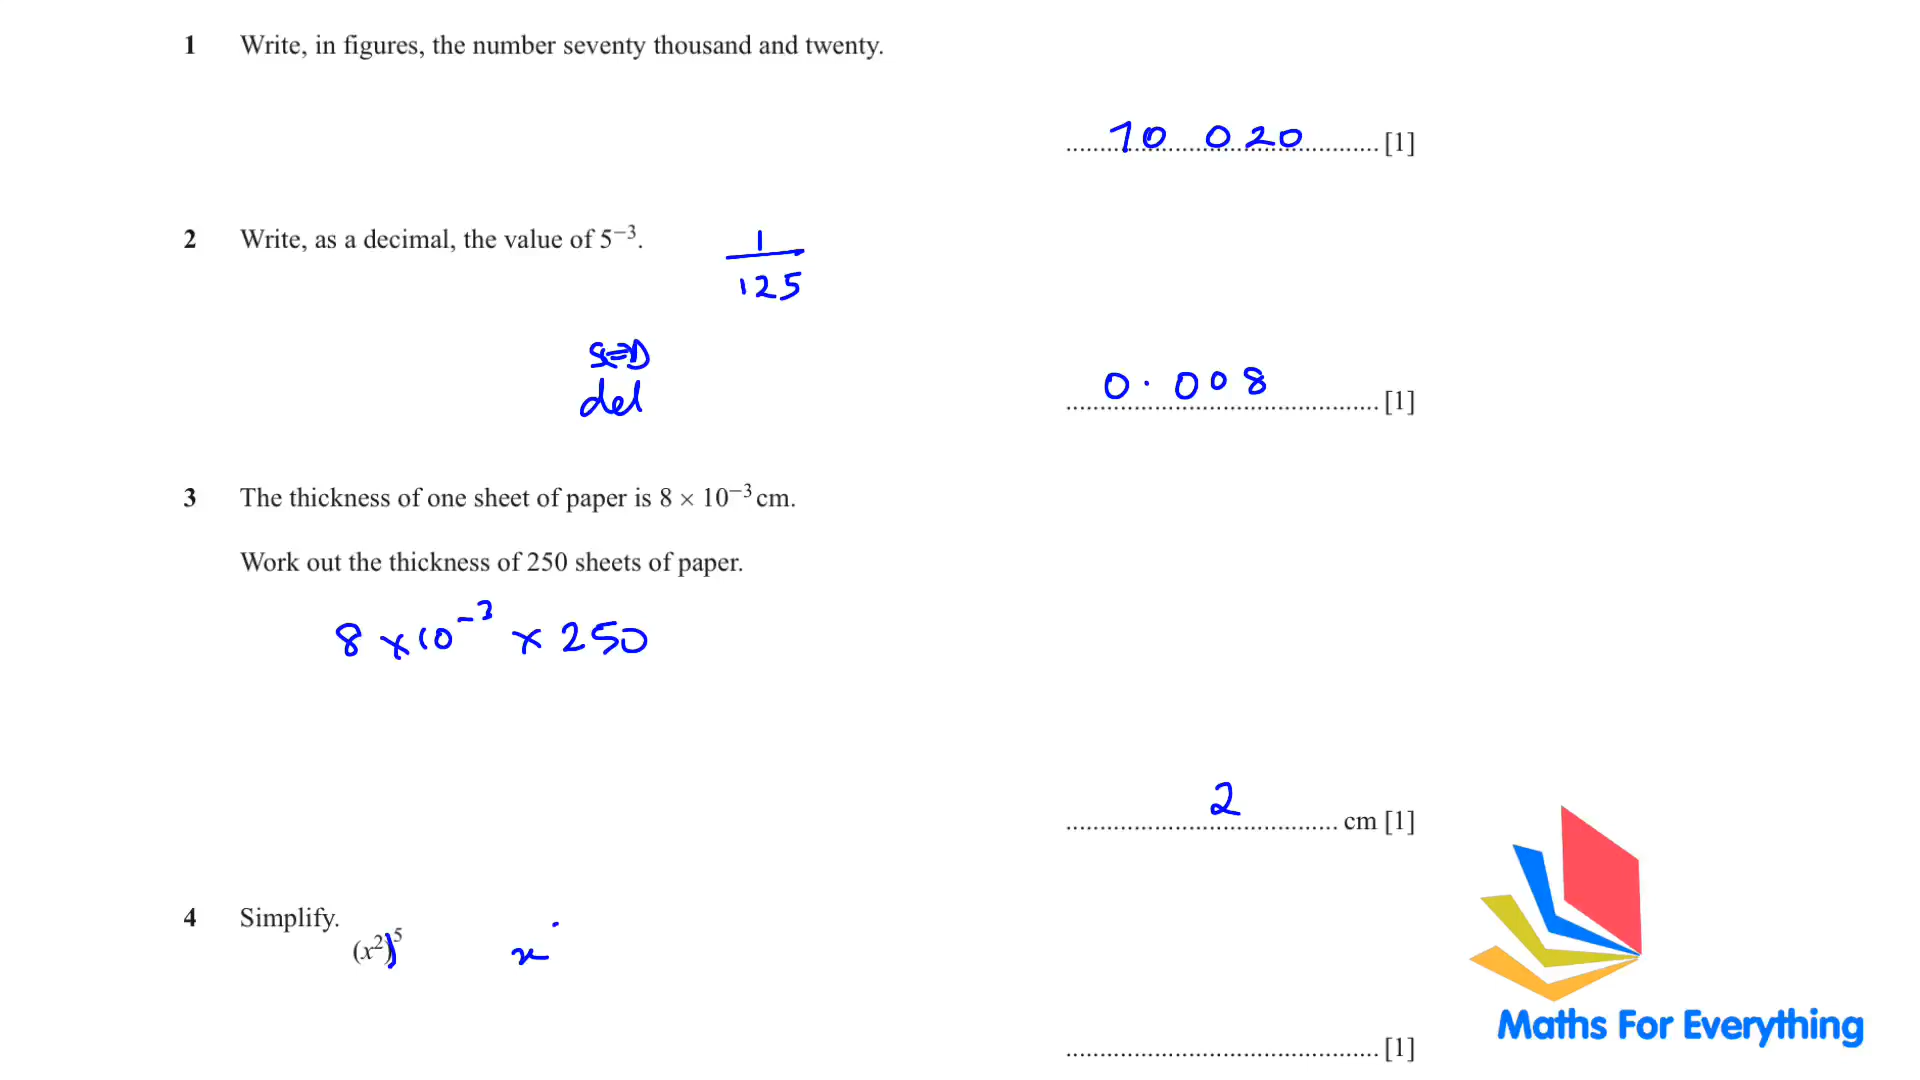 1 Write, in figures, the number seventy thousand and twenty.
70 020 [1]
2 Write, as a decimal, the value of 5⁻³.
1
125
S⇔D
del
0.008 [1]
3 The thickness of one sheet of paper is 8 × 10⁻³ cm.
Work out the thickness of 250 sheets of paper.
8 × 10⁻³ × 250
2 cm [1]
4 Simplify.
(x²)⁵ x
[1]
Maths For Everything